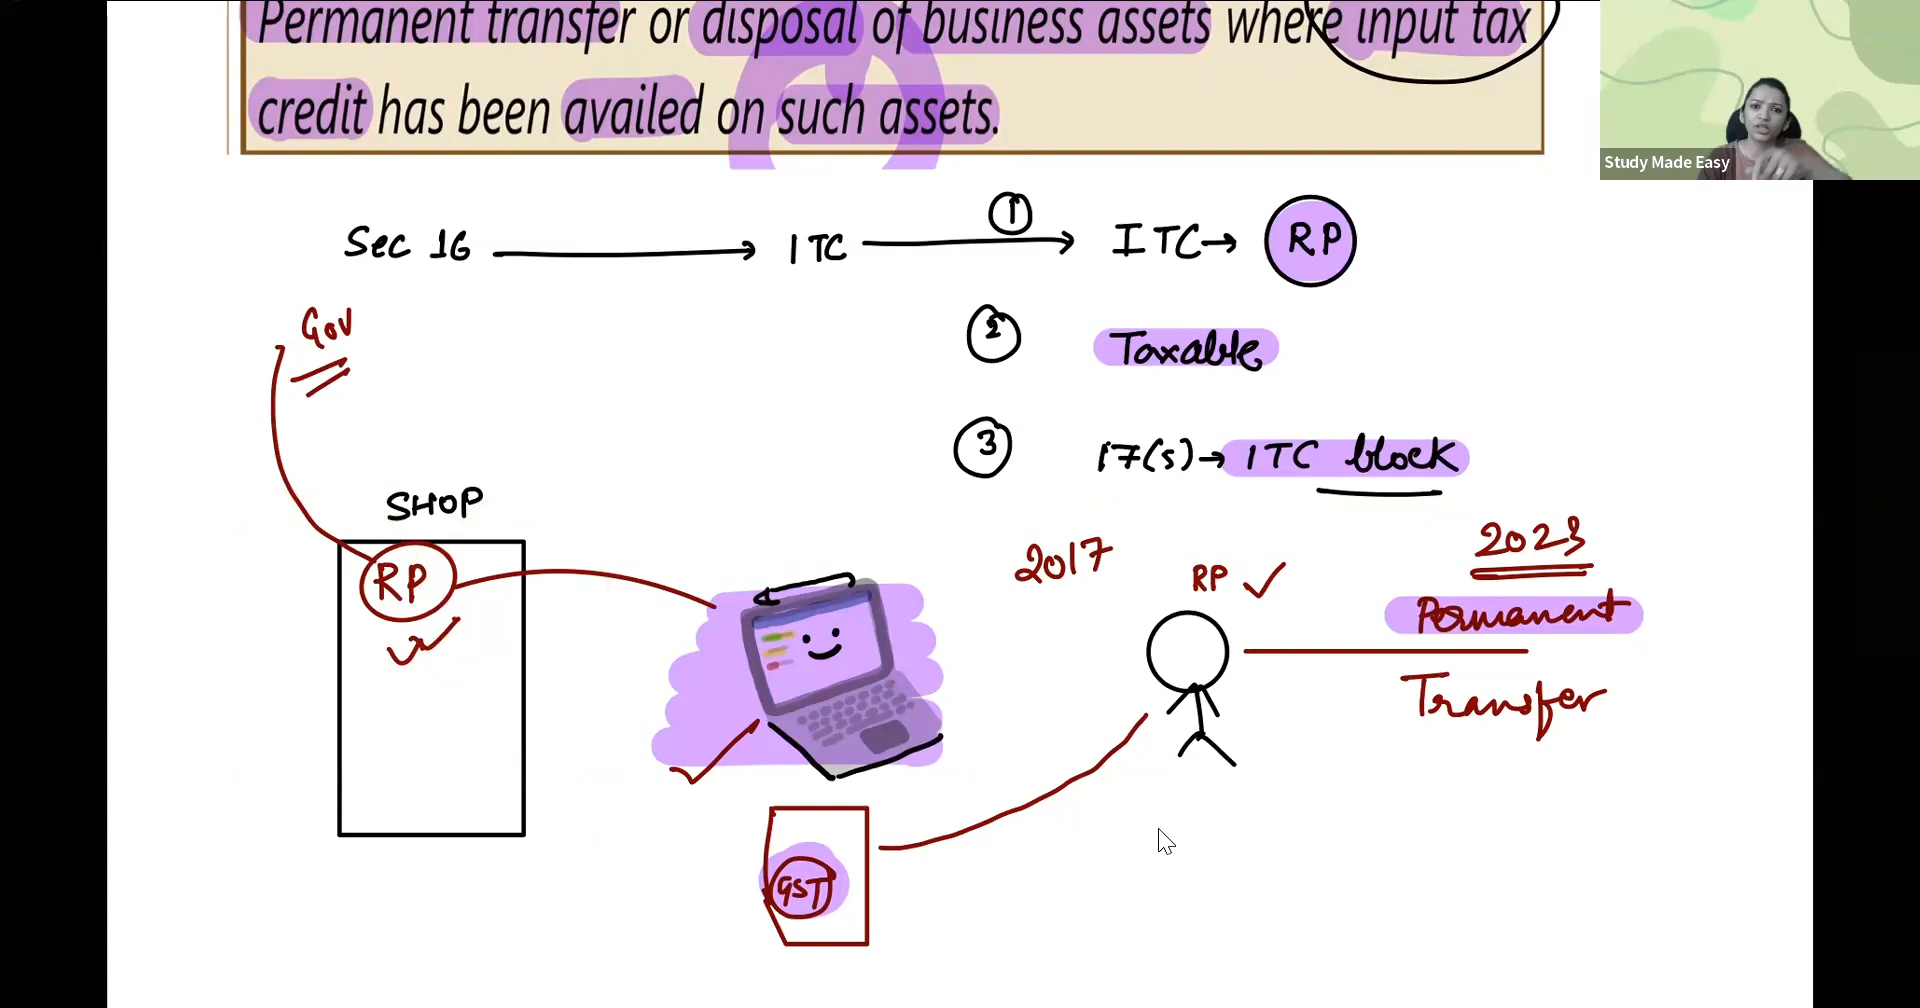 Permanent transfer or disposal of business assets where input tax
credit has been availed on such assets.
Study Made Easy
Sec 16 → ITC → ITC → RP
1
Gov
2 Taxable
3 17(5) → ITC block
SHOP
RP
2017
RP
2023
Permanent
Transfer
GST